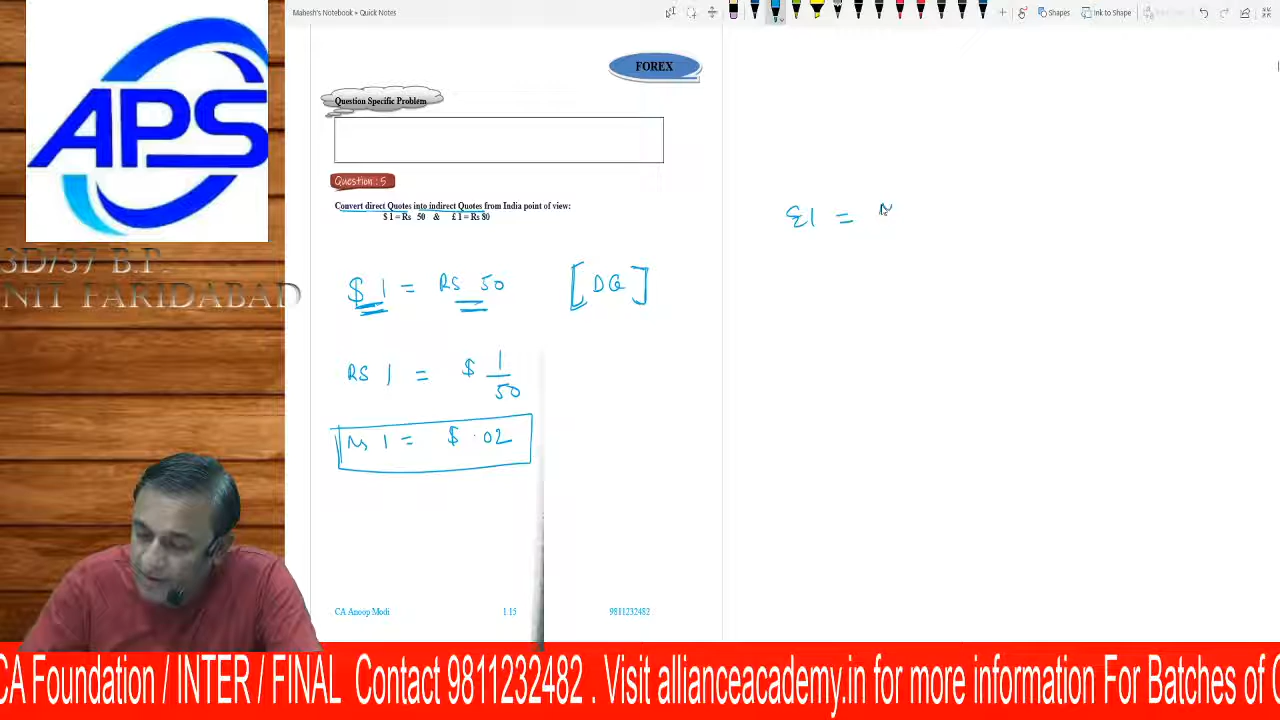 APS
3D/37 B.P.
NIT FARIDABAD
Mahesh's Notebook » Quick Notes
Shapes
Ink to Shape
FOREX
Question Specific Problem
Question : 5
Convert direct Quotes into indirect Quotes from India point of view:
$ 1 = Rs 50 & £ 1 = Rs 80
$ 1 = RS 50 [DQ]
RS 1 = $ 1/50
Rs 1 = $ .02
£1 =
CA Anoop Modi 1.15 9811232482
CA Foundation / INTER / FINAL Contact 9811232482 . Visit allianceacademy.in for more information For Batches of